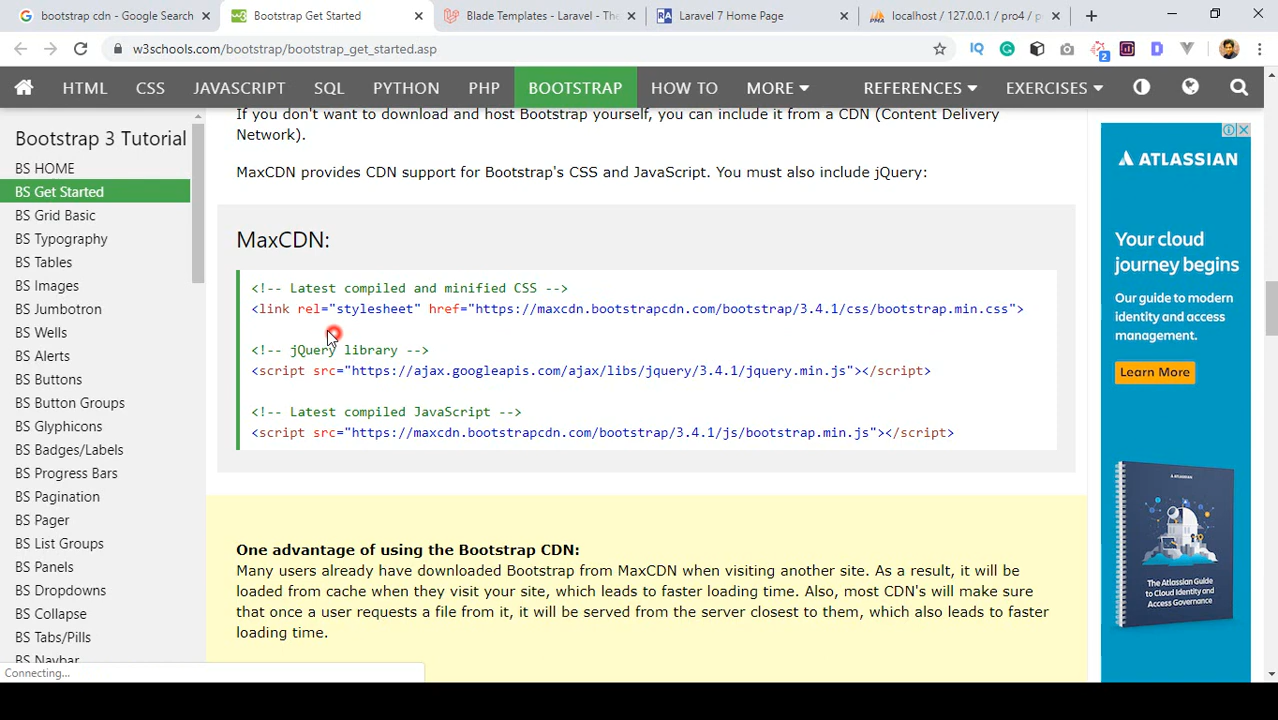 bootstrap cdn - Google Search
Bootstrap Get Started
Blade Templates - Laravel - The
Laravel 7 Home Page
localhost / 127.0.0.1 / pro4 / p
w3schools.com/bootstrap/bootstrap_get_started.asp
2
HTML CSS JAVASCRIPT SQL PYTHON PHP BOOTSTRAP HOW TO MORE REFERENCES EXERCISES
Bootstrap 3 Tutorial
BS HOME
BS Get Started
BS Grid Basic
BS Typography
BS Tables
BS Images
BS Jumbotron
BS Wells
BS Alerts
BS Buttons
BS Button Groups
BS Glyphicons
BS Badges/Labels
BS Progress Bars
BS Pagination
BS Pager
BS List Groups
BS Panels
BS Dropdowns
BS Collapse
BS Tabs/Pills
BS Navbar
Connecting...
If you don't want to download and host Bootstrap yourself, you can include it from a CDN (Content Delivery
Network).
MaxCDN provides CDN support for Bootstrap's CSS and JavaScript. You must also include jQuery:
MaxCDN:
<!-- Latest compiled and minified CSS -->
<link rel="stylesheet" href="https://maxcdn.bootstrapcdn.com/bootstrap/3.4.1/css/bootstrap.min.css">
<!-- jQuery library -->
<script src="https://ajax.googleapis.com/ajax/libs/jquery/3.4.1/jquery.min.js"></script>
<!-- Latest compiled JavaScript -->
<script src="https://maxcdn.bootstrapcdn.com/bootstrap/3.4.1/js/bootstrap.min.js"></script>
One advantage of using the Bootstrap CDN:
Many users already have downloaded Bootstrap from MaxCDN when visiting another site. As a result, it will be
loaded from cache when they visit your site, which leads to faster loading time. Also, most CDN's will make sure
that once a user requests a file from it, it will be served from the server closest to them, which also leads to faster
loading time.
ATLASSIAN
Your cloud
journey begins
Our guide to modern
identity and access
management.
Learn More
ATLASSIAN
The Atlassian Guide
to Cloud Identity and
Access Governance